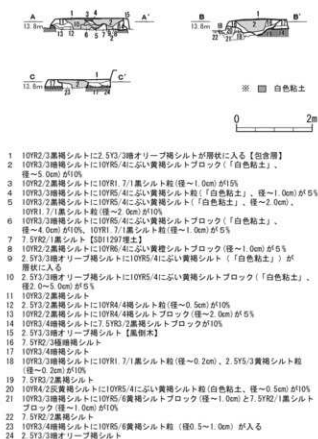 A A'
13.8m
B B'
13.8m
C C'
13.8m
※ 白色粘土
0 2m
1 10YR2/3黒褐シルトに2.5Y3/3暗オリーブ褐シルトが層状に入る【包含層】
2 10YR3/3暗褐シルトに10YR5/4にぶい黄褐シルトブロック(「白色粘土」、
径~5.0cm)が10%
3 10YR2/2黒褐シルトに10YR1.7/1黒シルト粒(径~1.0cm)が15%
4 10YR3/3暗褐シルトに10YR5/4にぶい黄褐シルト粒(「白色粘土」、径~1.0cm)が5%
5 10YR2/2黒褐シルトに10YR5/4にぶい黄褐シルト(「白色粘土」、径~2.0cm)、
10YR1.7/1黒シルト粒(径~2.0cm)が10%
6 10YR3/3暗褐シルトに10YR5/4にぶい黄褐シルトブロック(「白色粘土」、
径~4.0cm)が10%、10YR1.7/1黒シルト粒(径~1.0cm)が5%
7 7.5YR2/1黒シルト【SD01297埋土】
8 10YR2/2黒褐シルトに10YR6/4にぶい黄橙シルトブロック(径~1.0cm)が5%
9 2.5Y3/3暗オリーブ褐シルトに10YR5/4にぶい黄褐シルト(「白色粘土」)が
層状に入る
10 2.5Y3/3暗オリーブ褐シルトに10YR5/4にぶい黄褐シルトブロック(「白色粘土」、
径2.0~5.0cm)が5%
11 10YR3/2黒褐シルト
12 2.5Y3/2黒褐シルトに10YR4/4褐シルト粒(径~0.5cm)が10%
13 10YR2/2黒褐シルトに10YR4/4褐シルトブロック(径~2.0cm)が5%
14 10YR3/4暗褐シルトに7.5YR3/2黒褐シルトブロックが10%
15 2.5Y3/3暗オリーブ褐シルト【風倒木】
16 7.5YR2/3極暗褐シルト
17 10YR3/4暗褐シルト
18 10YR3/3暗褐シルトに10YR1.7/1黒シルト粒(径~0.2cm)、2.5Y5/3黄褐シルト粒
(径~0.2cm)が10%
19 7.5YR3/2黒褐シルト
20 10YR4/2灰黄褐シルトに10YR5/4にぶい黄褐シルト粒(白色粘土、径~0.5cm)が10%
21 10YR3/3暗褐シルトに10YR5/6黄褐シルトブロック(径~1.0cm)と7.5YR2/1黒シルト
ブロック(径~1.0cm)が10%
22 7.5YR2/2黒褐シルト
23 10YR3/4暗褐シルトに10YR5/6黄褐シルト粒(径0.5~1.0cm)が入る
24 2.5Y3/3暗オリーブ褐シルト